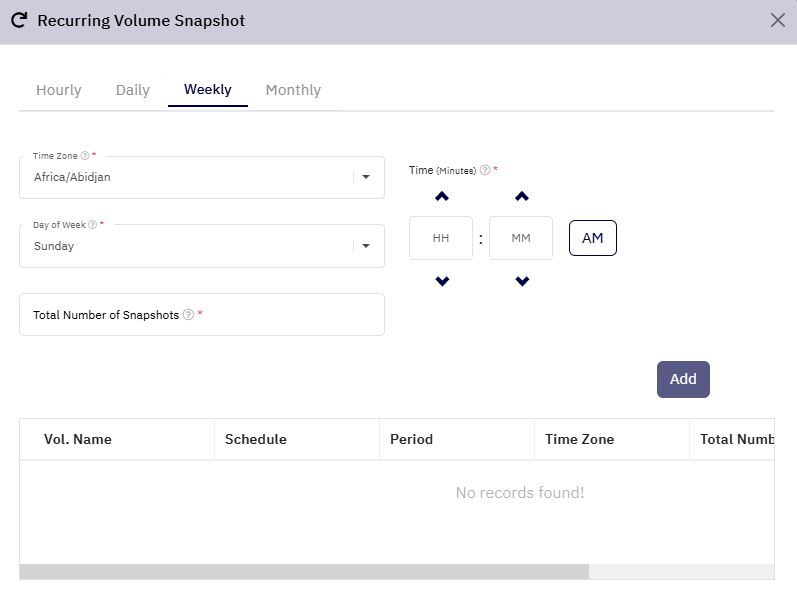 Recurring Volume Snapshot
Hourly Daily Weekly Monthly
Time Zone ? *
Africa/Abidjan
Day of Week ? *
Sunday
Total Number of Snapshots ? *
Time (Minutes) ? *
HH : MM AM
Add
Vol. Name Schedule Period Time Zone Total Numb
No records found!